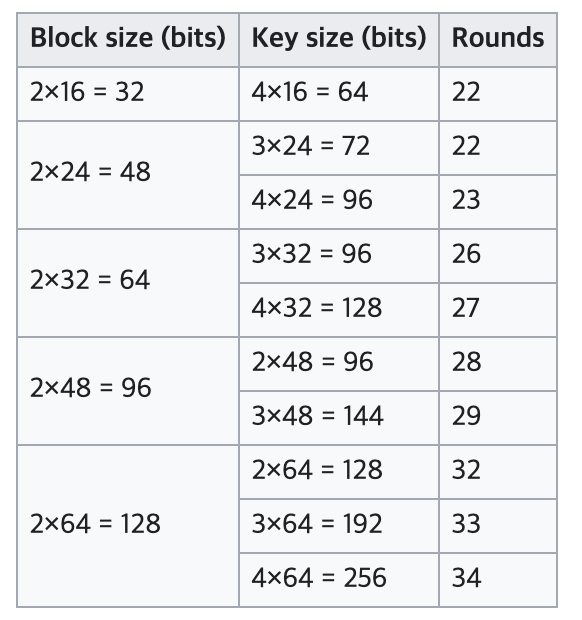 Block size (bits) Key size (bits) Rounds
2×16 = 32 4×16 = 64 22
2×24 = 48 3×24 = 72 22
4×24 = 96 23
2×32 = 64 3×32 = 96 26
4×32 = 128 27
2×48 = 96 2×48 = 96 28
3×48 = 144 29
2×64 = 128 2×64 = 128 32
3×64 = 192 33
4×64 = 256 34